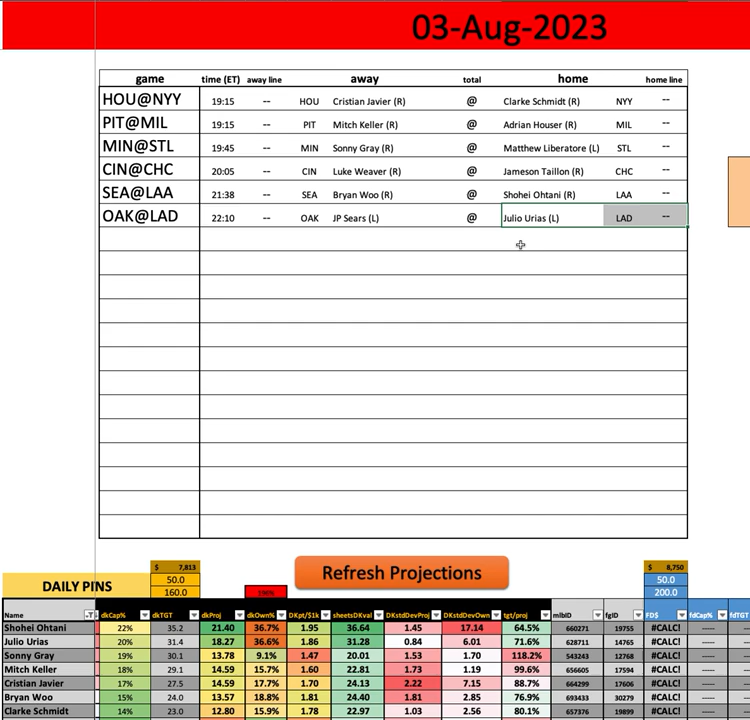 03-Aug-2023
game time (ET) away line away total home home line
HOU@NYY 19:15 -- HOU Cristian Javier (R) @ Clarke Schmidt (R) NYY --
PIT@MIL 19:15 -- PIT Mitch Keller (R) @ Adrian Houser (R) MIL --
MIN@STL 19:45 -- MIN Sonny Gray (R) @ Matthew Liberatore (L) STL --
CIN@CHC 20:05 -- CIN Luke Weaver (R) @ Jameson Taillon (R) CHC --
SEA@LAA 21:38 -- SEA Bryan Woo (R) @ Shohei Ohtani (R) LAA --
OAK@LAD 22:10 -- OAK JP Sears (L) @ Julio Urias (L) LAD --
$ 7,813 Refresh Projections $ 8,750
DAILY PINS 50.0 50.0
160.0 200.0
Name dkCap% dkTGT dkProj dkOwn% DKpt/$1k sheetsDKval DKstdDevProj DKstdDevOwn tgt/proj mlbID fgID FD$ fdCap% fdTGT
Shohei Ohtani 22% 35.2 21.40 36.7% 1.95 36.64 1.45 17.14 64.5% 660271 19755 #CALC! ----
Julio Urias 20% 31.4 18.27 36.6% 1.86 31.28 0.84 6.01 71.6% 628711 14765 #CALC! ----
Sonny Gray 19% 30.1 13.78 9.1% 1.47 20.01 1.53 1.70 118.2% 543243 12768 #CALC! ----
Mitch Keller 18% 29.1 14.59 15.7% 1.60 22.81 1.73 1.19 99.6% 656605 17594 #CALC! ----
Cristian Javier 17% 27.5 14.59 17.7% 1.70 24.13 2.22 7.15 88.7% 664299 17606 #CALC! ----
Bryan Woo 15% 24.0 13.57 18.8% 1.81 24.40 1.81 2.85 76.9% 693433 30279 #CALC! ----
Clarke Schmidt 14% 23.0 12.80 15.9% 1.78 22.97 1.03 2.56 80.1% 657376 19899 #CALC! ----